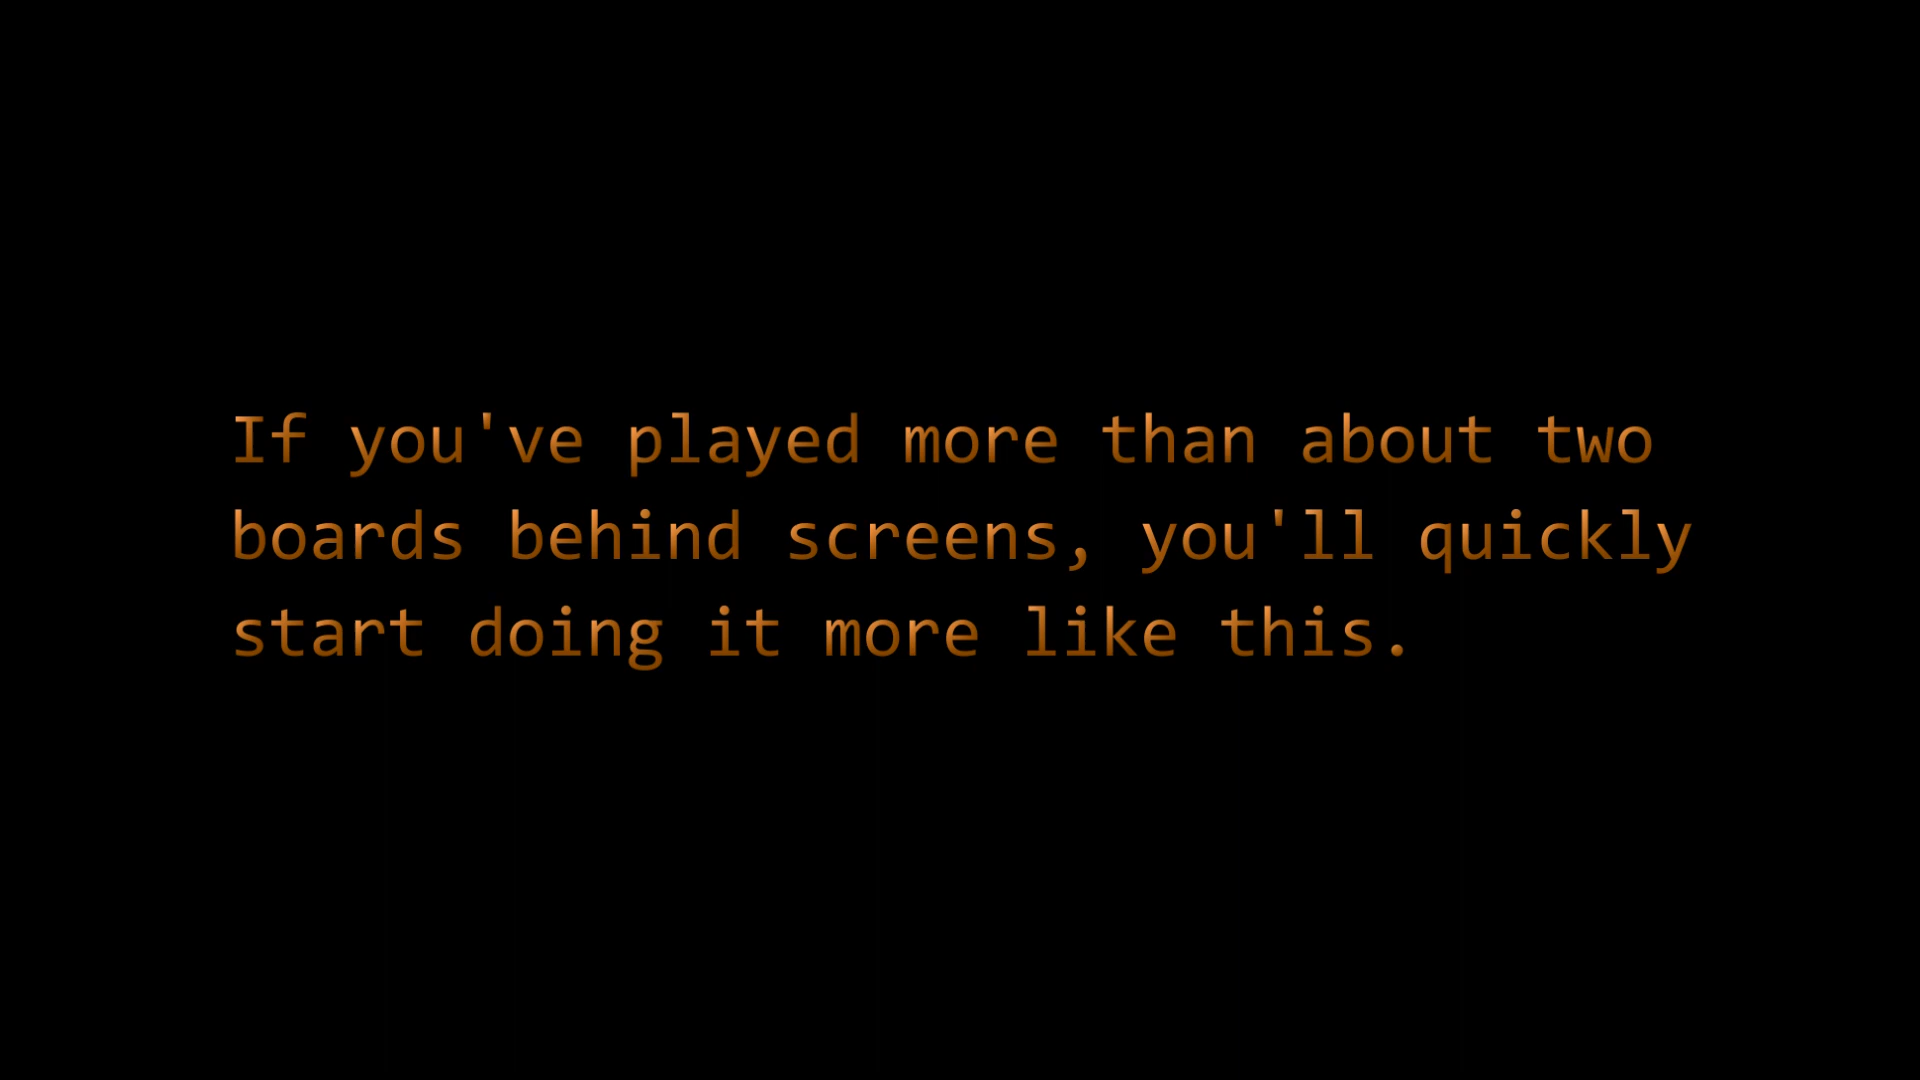 If you've played more than about two
boards behind screens, you'll quickly
start doing it more like this.